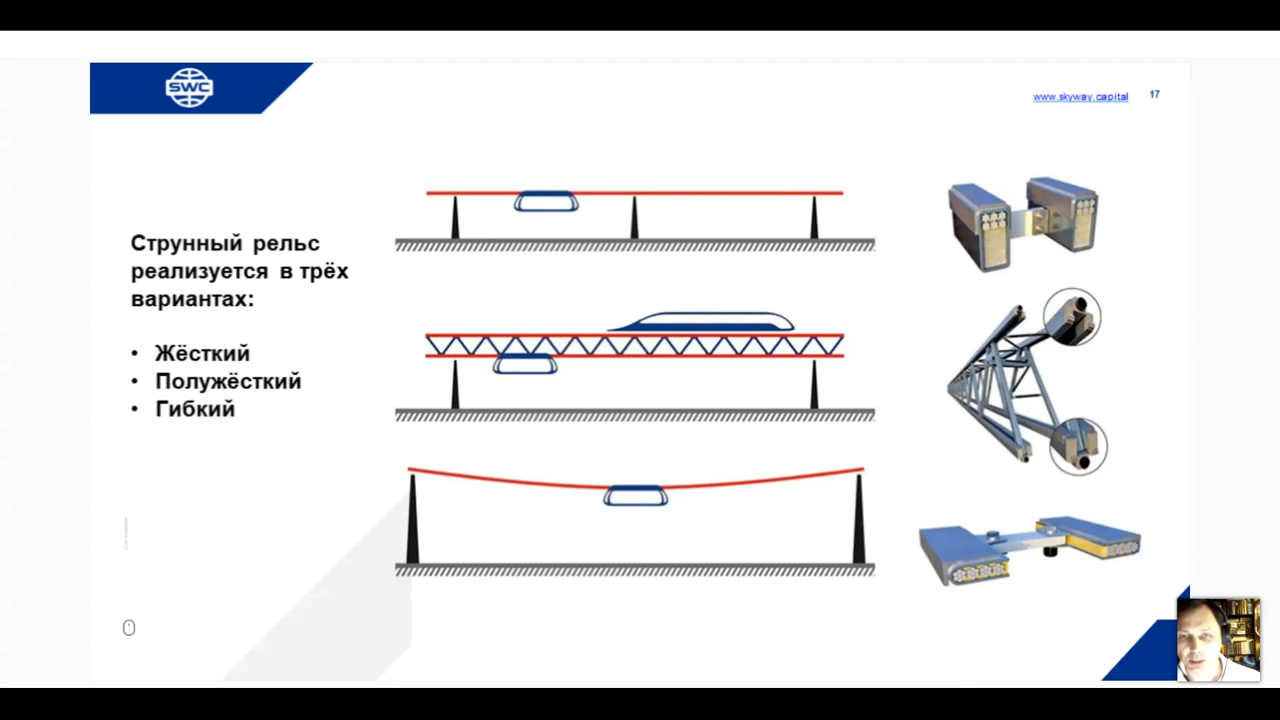 SWC
www.skyway.capital 17
Струнный рельс
реализуется в трёх
вариантах:
• Жёсткий
• Полужёсткий
• Гибкий